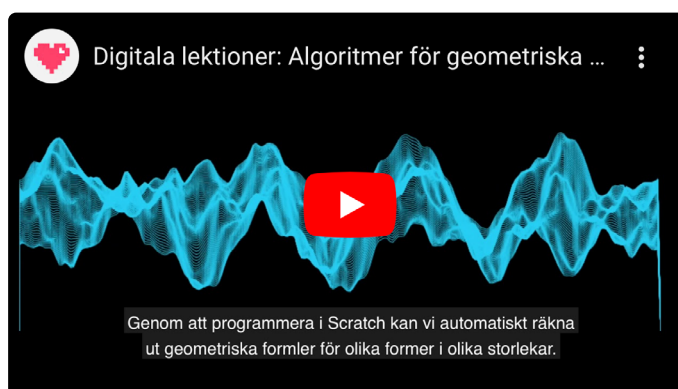 Digitala lektioner: Algoritmer för geometriska ...
Genom att programmera i Scratch kan vi automatiskt räkna
ut geometriska formler för olika former i olika storlekar.